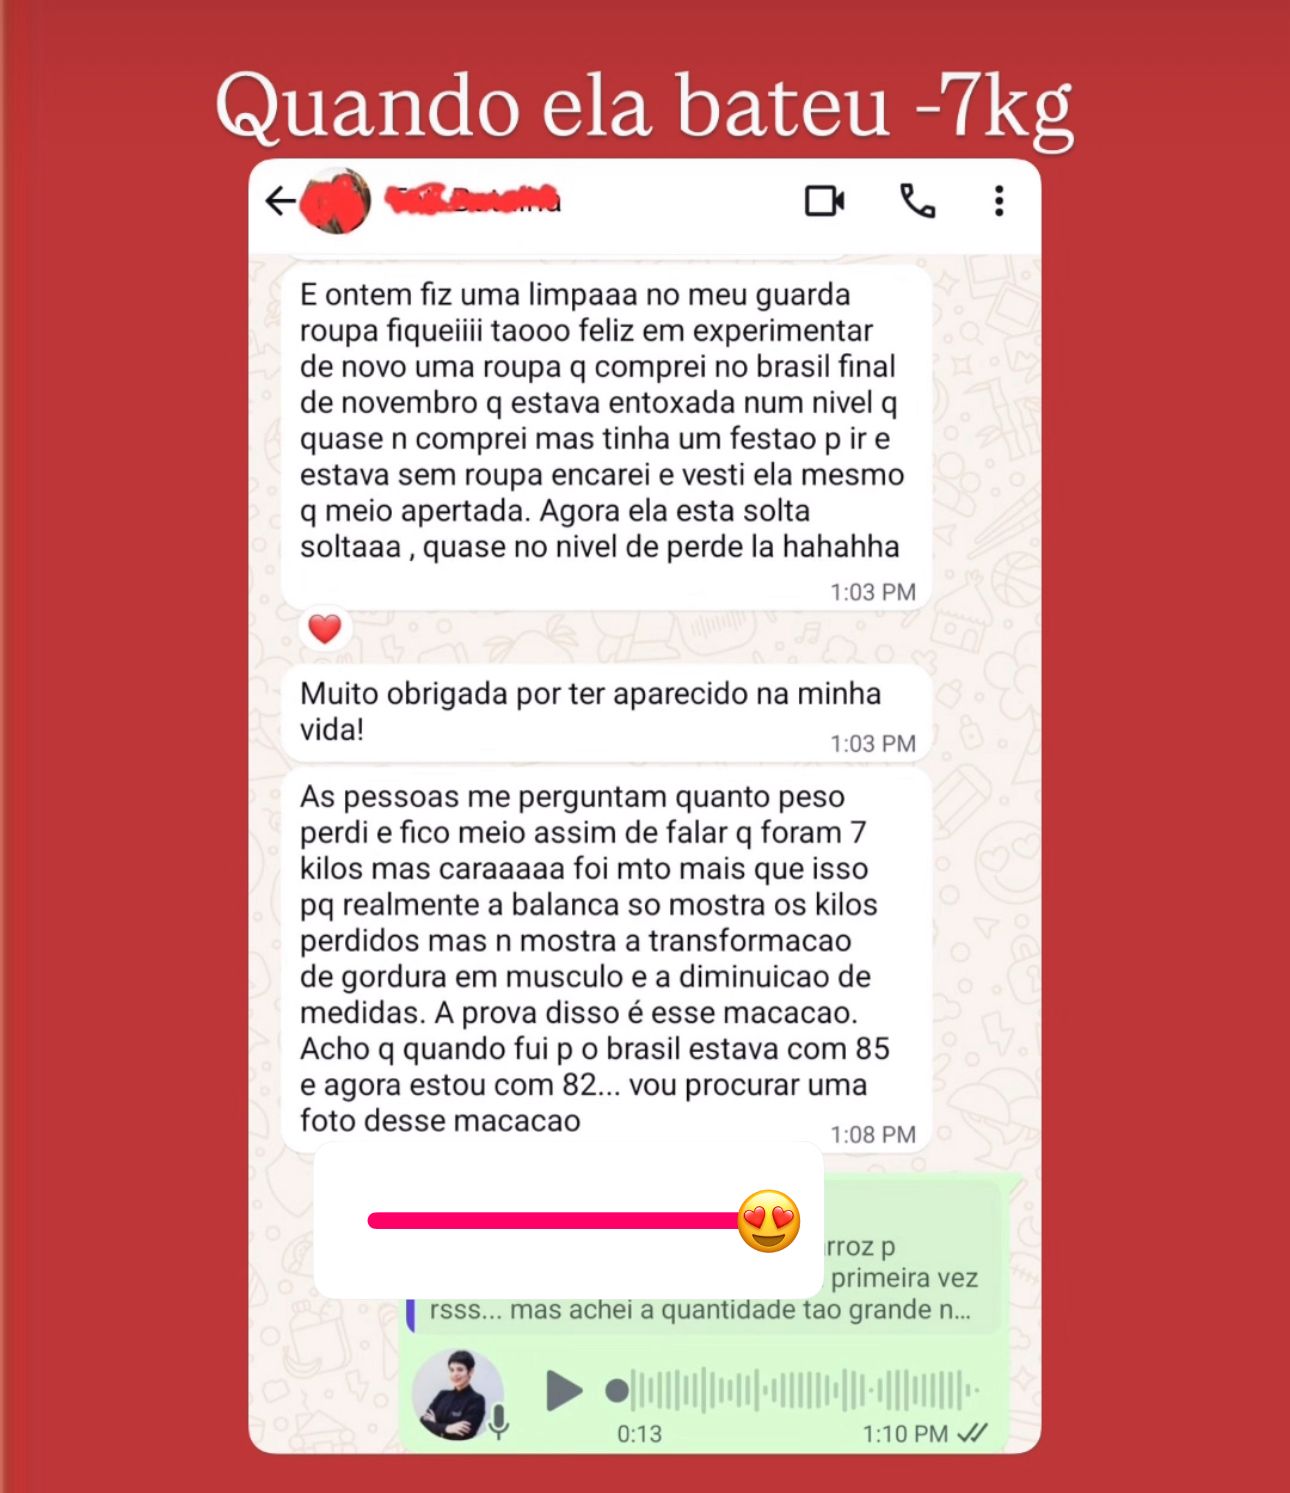 Quando ela bateu -7kg
E ontem fiz uma limpaaa no meu guarda
roupa fiqueiiii taooo feliz em experimentar
de novo uma roupa q comprei no brasil final
de novembro q estava entoxada num nivel q
quase n comprei mas tinha um festao p ir e
estava sem roupa encarei e vesti ela mesmo
q meio apertada. Agora ela esta solta
soltaaa , quase no nivel de perde la hahahha
1:03 PM
Muito obrigada por ter aparecido na minha
vida!
1:03 PM
As pessoas me perguntam quanto peso
perdi e fico meio assim de falar q foram 7
kilos mas caraaaaa foi mto mais que isso
pq realmente a balanca so mostra os kilos
perdidos mas n mostra a transformacao
de gordura em musculo e a diminuicao de
medidas. A prova disso é esse macacao.
Acho q quando fui p o brasil estava com 85
e agora estou com 82... vou procurar uma
foto desse macacao
1:08 PM
rroz p
primeira vez
rsss... mas achei a quantidade tao grande n...
0:13
1:10 PM